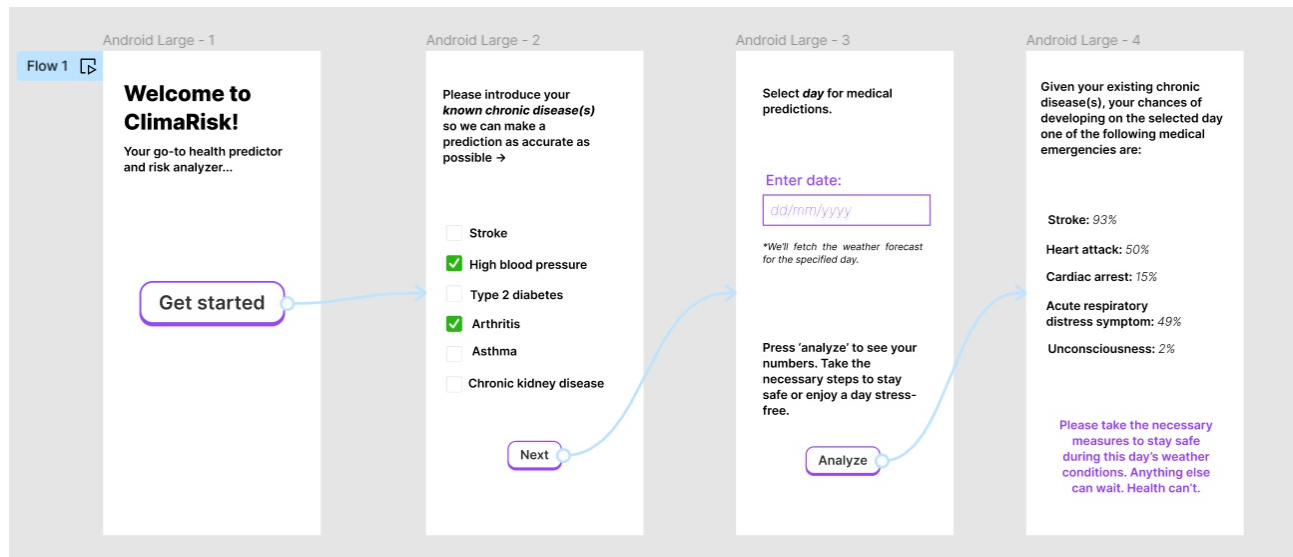 Android Large - 1
Flow 1
Welcome to
ClimaRisk!
Your go-to health predictor
and risk analyzer...
Get started
Android Large - 2
Please introduce your
known chronic disease(s)
so we can make a
prediction as accurate as
possible →
Stroke
High blood pressure
Type 2 diabetes
Arthritis
Asthma
Chronic kidney disease
Next
Android Large - 3
Select day for medical
predictions.
Enter date:
dd/mm/yyyy
*We'll fetch the weather forecast
for the specified day.
Press ‘analyze’ to see your
numbers. Take the
necessary steps to stay
safe or enjoy a day stress-
free.
Analyze
Android Large - 4
Given your existing chronic
disease(s), your chances of
developing on the selected day
one of the following medical
emergencies are:
Stroke: 93%
Heart attack: 50%
Cardiac arrest: 15%
Acute respiratory
distress symptom: 49%
Unconsciousness: 2%
Please take the necessary
measures to stay safe
during this day’s weather
conditions. Anything else
can wait. Health can’t.